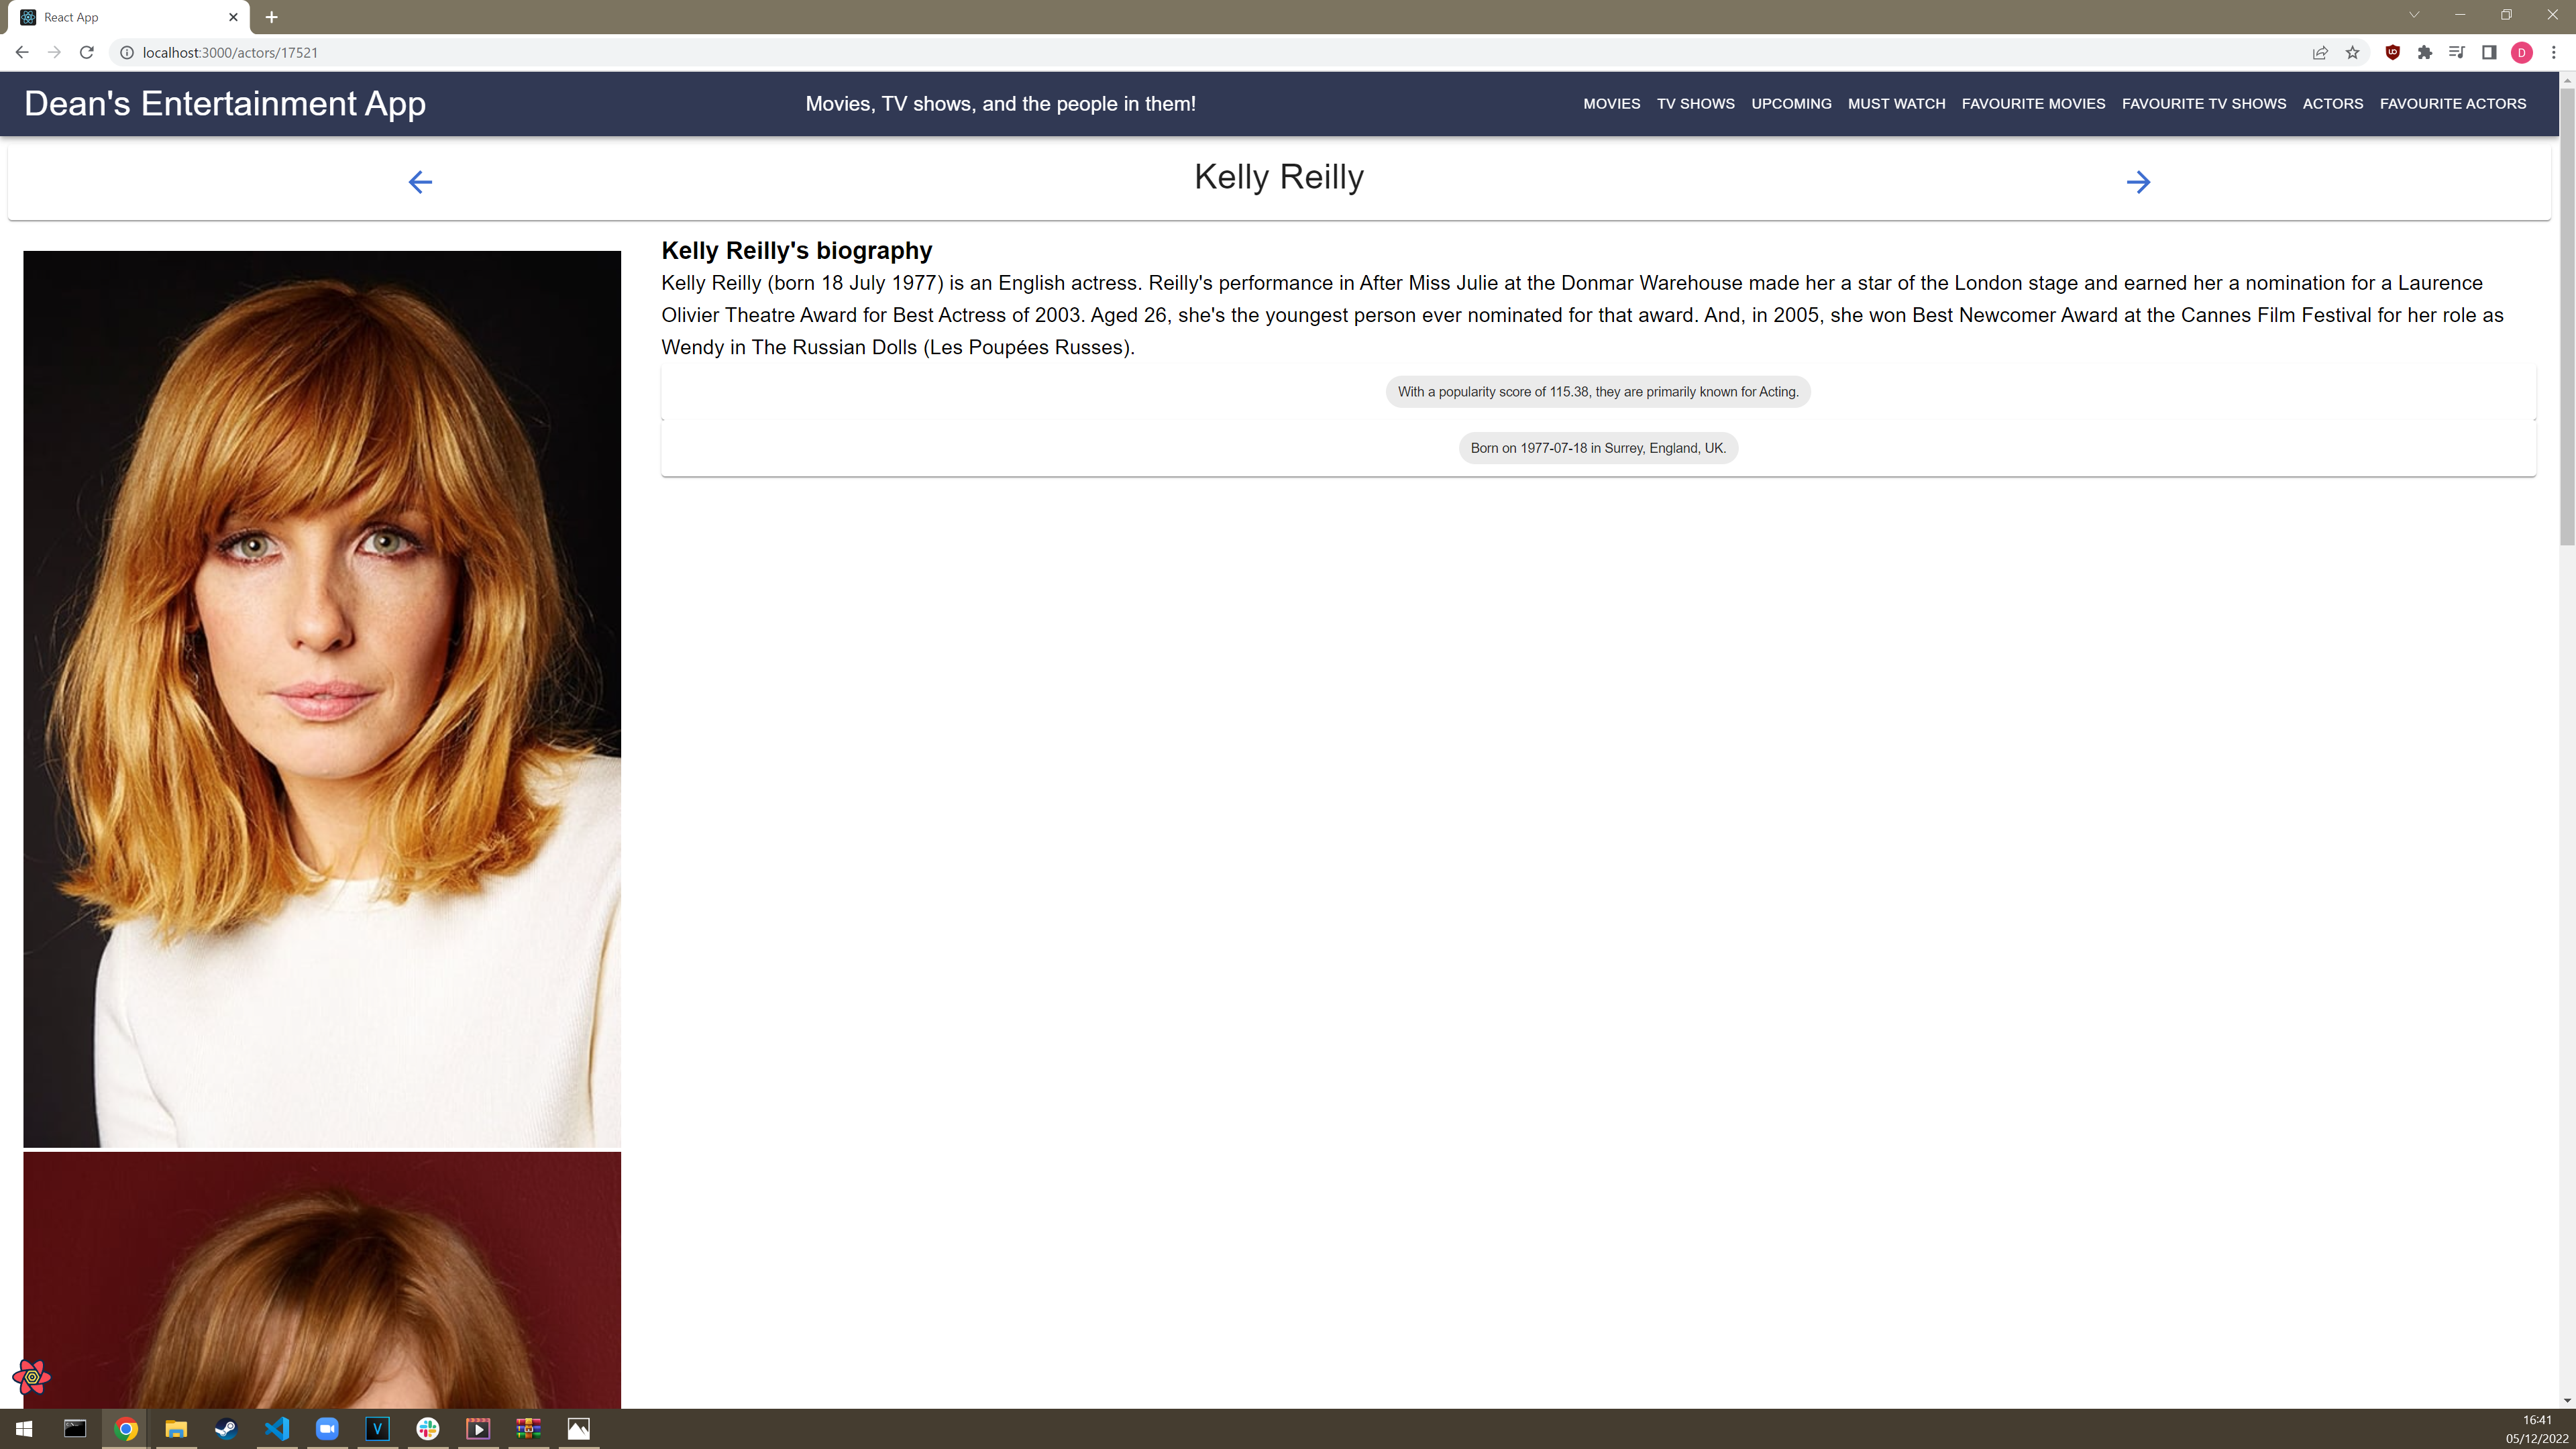 React App
localhost:3000/actors/17521
D
Dean's Entertainment App
Movies, TV shows, and the people in them!
MOVIES TV SHOWS UPCOMING MUST WATCH FAVOURITE MOVIES FAVOURITE TV SHOWS ACTORS FAVOURITE ACTORS
Kelly Reilly
Kelly Reilly's biography
Kelly Reilly (born 18 July 1977) is an English actress. Reilly's performance in After Miss Julie at the Donmar Warehouse made her a star of the London stage and earned her a nomination for a Laurence
Olivier Theatre Award for Best Actress of 2003. Aged 26, she's the youngest person ever nominated for that award. And, in 2005, she won Best Newcomer Award at the Cannes Film Festival for her role as
Wendy in The Russian Dolls (Les Poupées Russes).
With a popularity score of 115.38, they are primarily known for Acting.
Born on 1977-07-18 in Surrey, England, UK.
V
16:41
05/12/2022